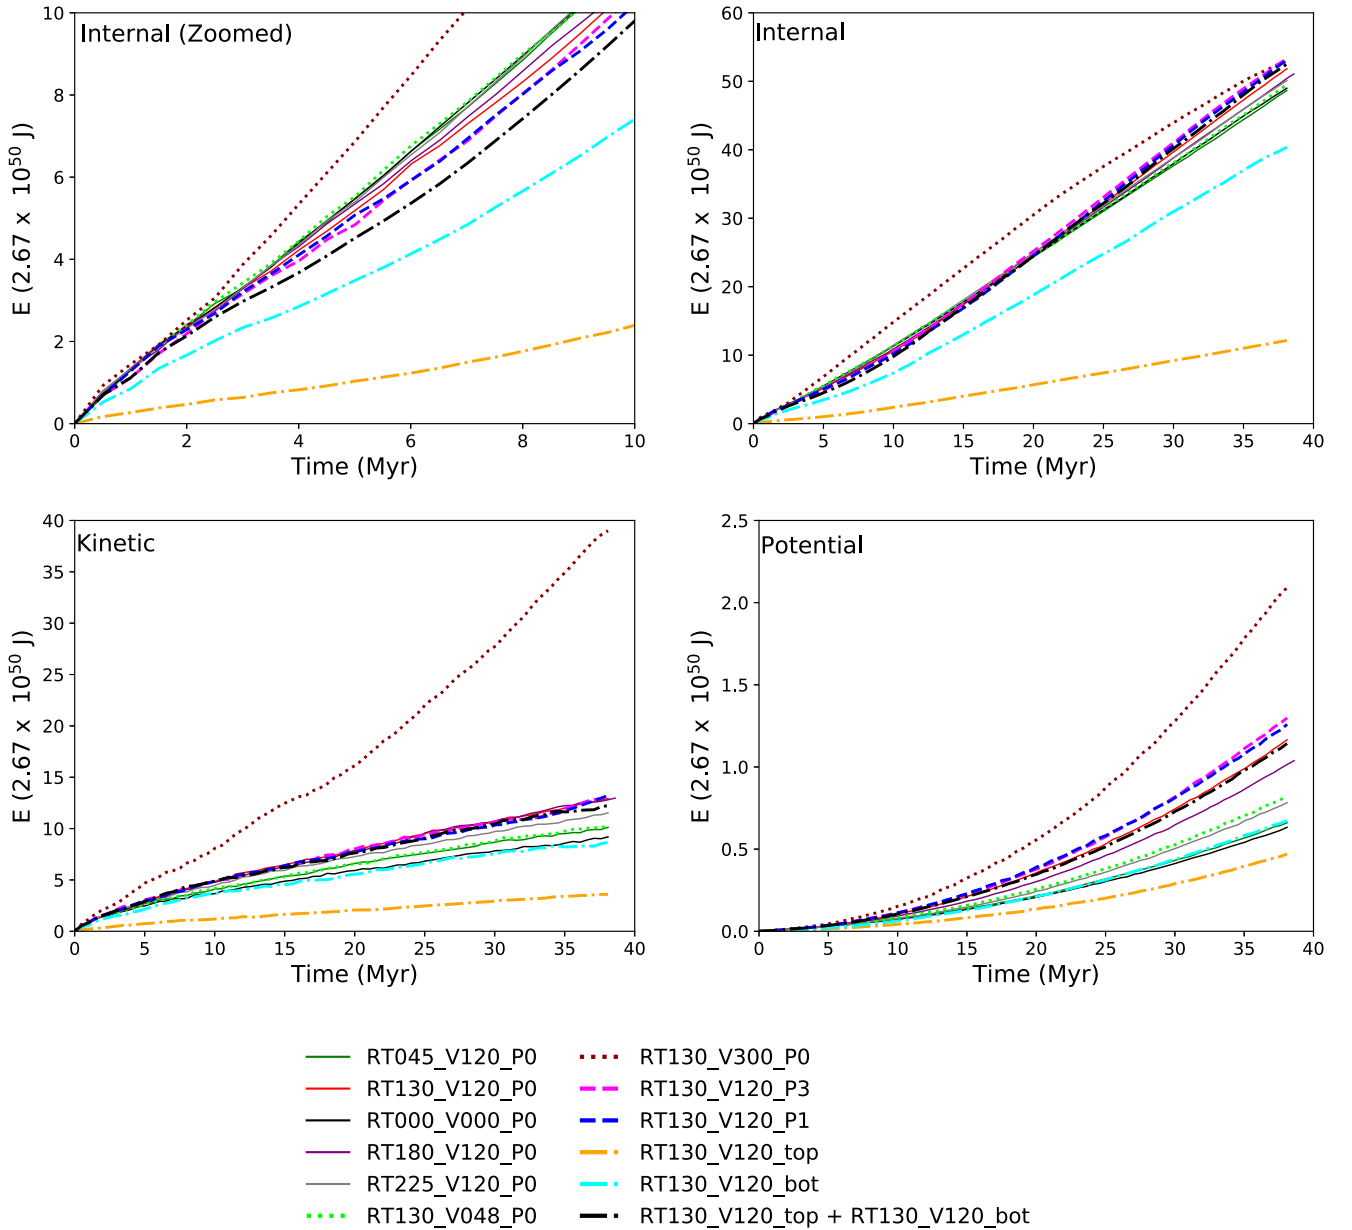 Internal (Zoomed)
E (2.67 x 10^50 J)
10
8
6
4
2
0
0 2 4 6 8 10
Time (Myr)
Internal
E (2.67 x 10^50 J)
60
50
40
30
20
10
0
0 5 10 15 20 25 30 35 40
Time (Myr)
Kinetic
E (2.67 x 10^50 J)
40
35
30
25
20
15
10
5
0
0 5 10 15 20 25 30 35 40
Time (Myr)
Potential
E (2.67 x 10^50 J)
2.5
2.0
1.5
1.0
0.5
0.0
0 5 10 15 20 25 30 35 40
Time (Myr)
RT045_V120_P0
RT130_V120_P0
RT000_V000_P0
RT180_V120_P0
RT225_V120_P0
RT130_V048_P0
RT130_V300_P0
RT130_V120_P3
RT130_V120_P1
RT130_V120_top
RT130_V120_bot
RT130_V120_top + RT130_V120_bot